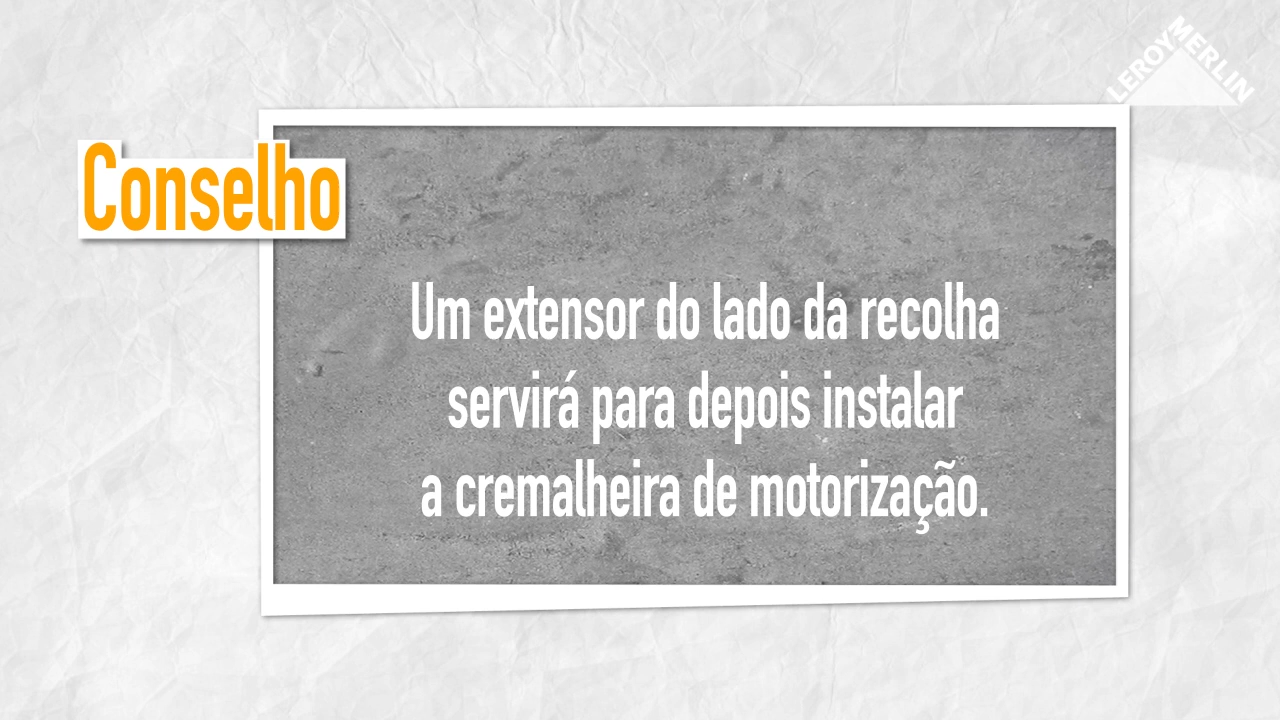 LEROY MERLIN
Conselho
Um extensor do lado da recolha
servirá para depois instalar
a cremalheira de motorização.